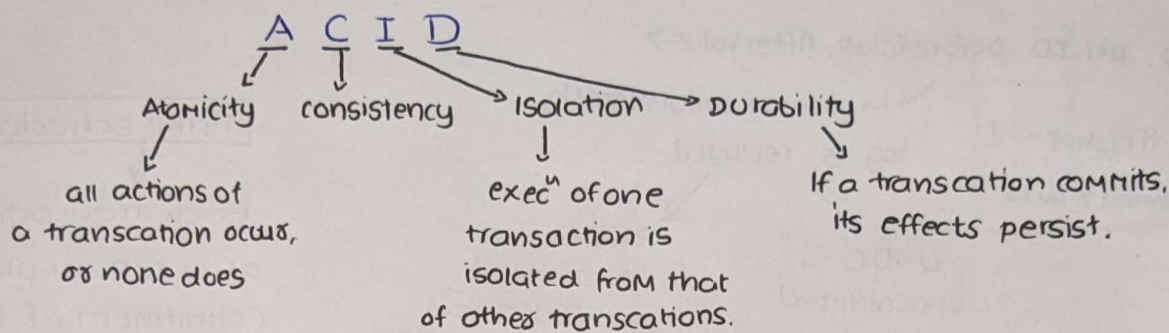 A C I D
Atomicity consistency Isolation Durability
all actions of
a transcation occur,
or none does
execⁿ of one
transaction is
isolated from that
of other transcations.
If a transcation commits,
its effects persist.